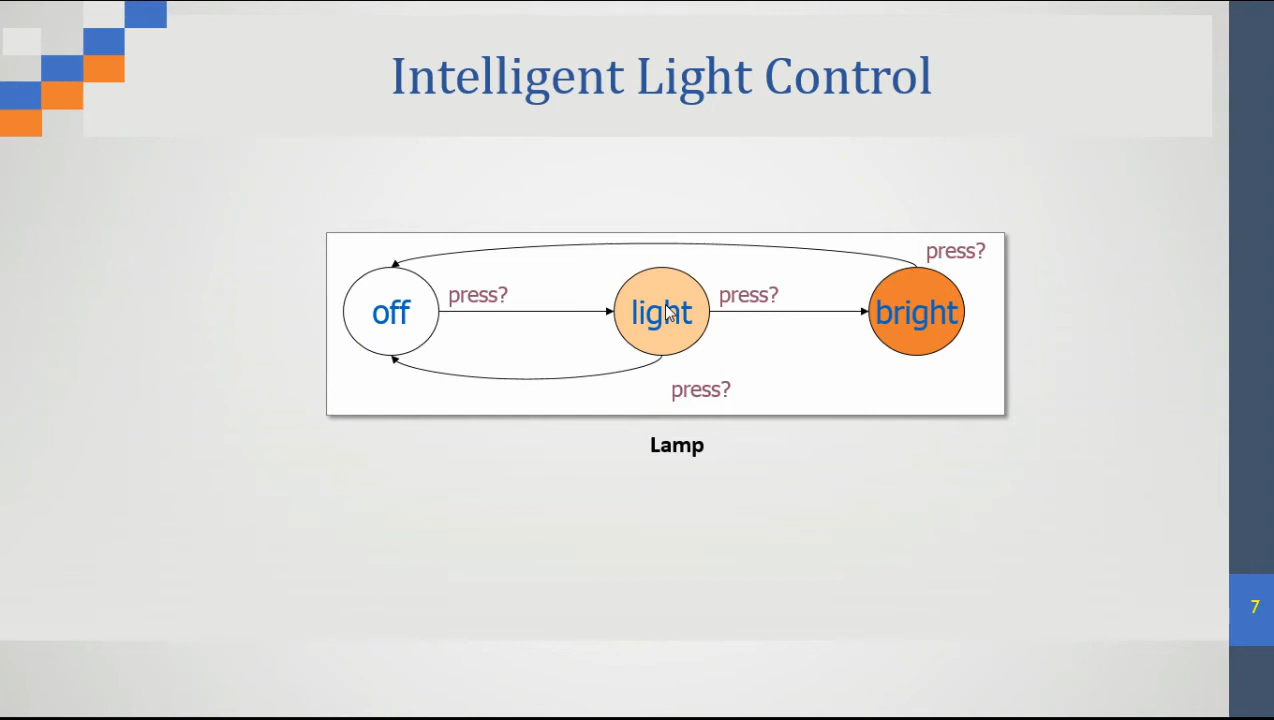 Intelligent Light Control
press?
off
press?
light
press?
bright
press?
Lamp
7